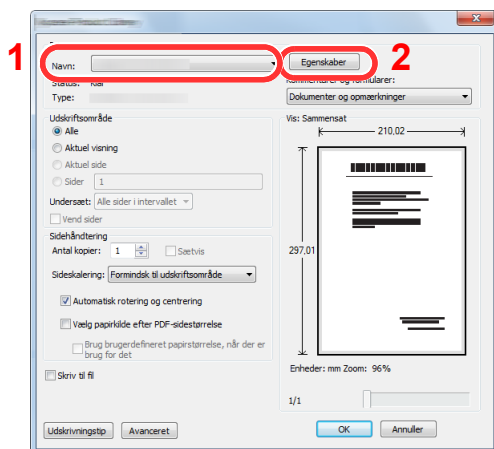 1
2
Navn:
Egenskaber
Status: Klar
Kommentarer og formularer:
Type:
Dokumenter og opmærkninger
Udskriftsområde
Alle
Aktuel visning
Aktuel side
Sider 1
Undersæt: Alle sider i intervallet
Vend sider
Sidehåndtering
Antal kopier: 1 Sætvis
Sideskalering: Formindsk til udskriftsområde
Automatisk rotering og centrering
Vælg papirkilde efter PDF-sidestørrelse
Brug brugerdefineret papirstørrelse, når der er
brug for det
Skriv til fil
Vis: Sammensat
210,02
297,01
Enheder: mm Zoom: 96%
1/1
Udskrivningstip
Avanceret
OK
Annuller